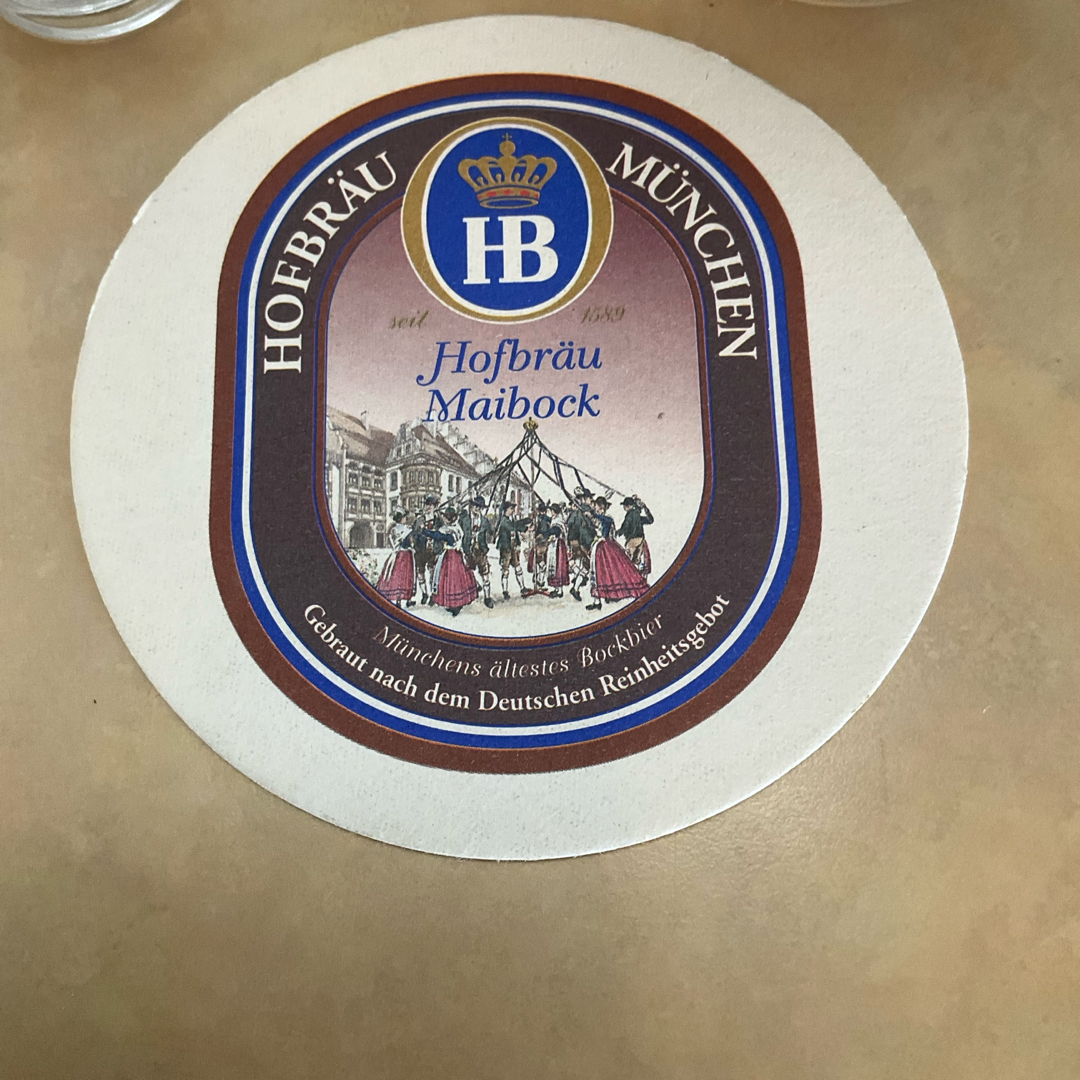 HOFBRÄU MÜNCHEN
HB
seit 1589
Hofbräu
Maibock
Münchens ältestes Bockbier
Gebraut nach dem Deutschen Reinheitsgebot